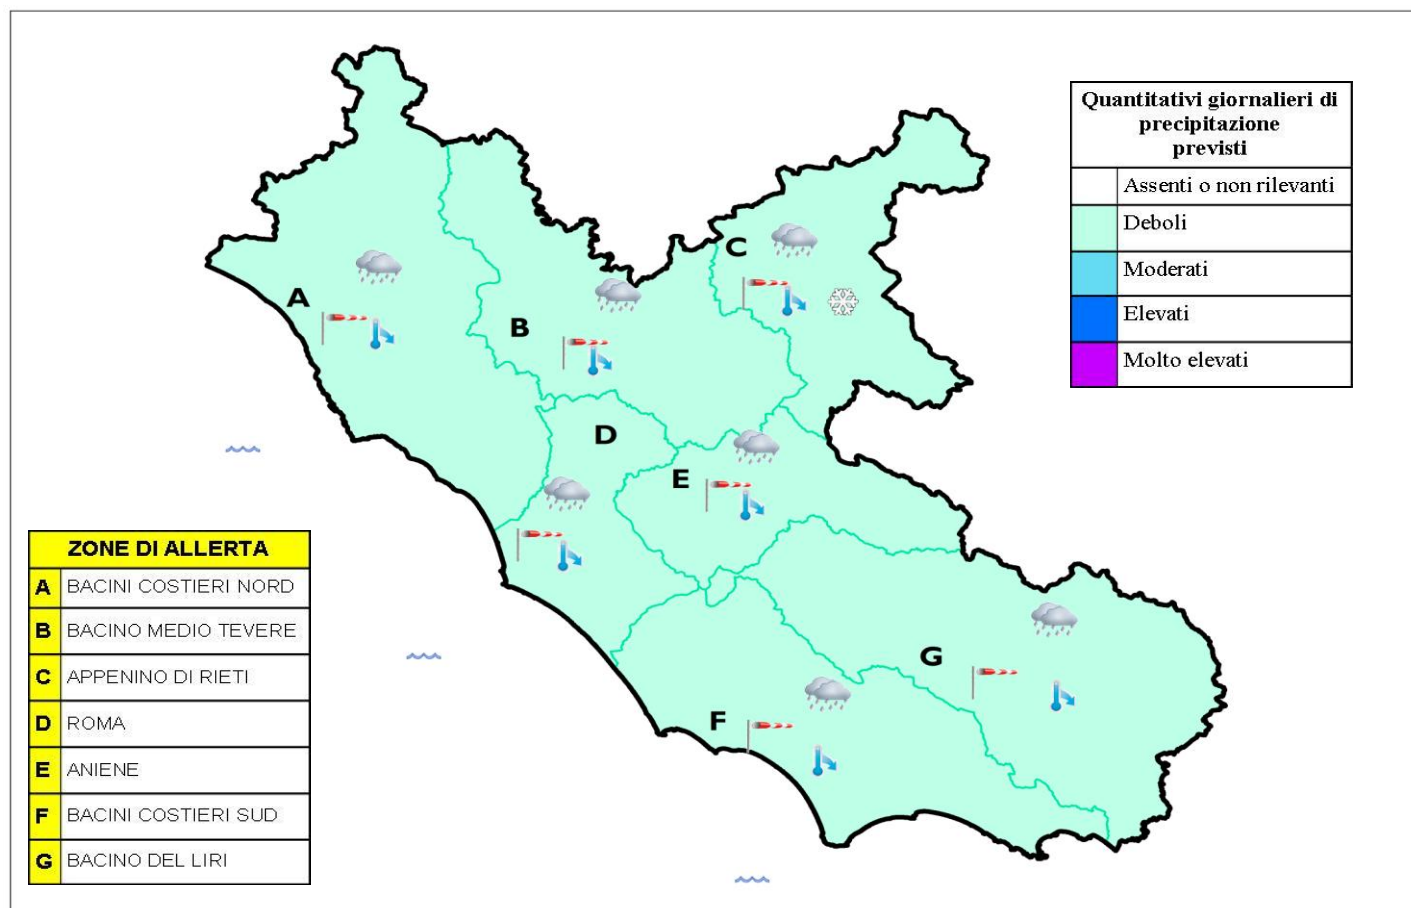 Quantitativi giornalieri di
precipitazione
previsti
Assenti o non rilevanti
Deboli
Moderati
Elevati
Molto elevati
C
A
B
D
E
G
F
ZONE DI ALLERTA
A BACINI COSTIERI NORD
B BACINO MEDIO TEVERE
C APPENINO DI RIETI
D ROMA
E ANIENE
F BACINI COSTIERI SUD
G BACINO DEL LIRI